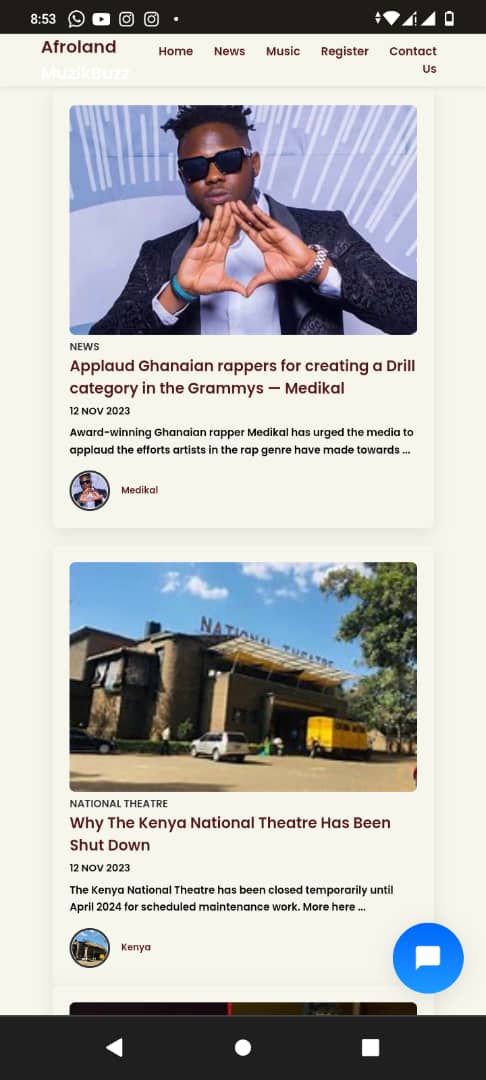 8:53
Afroland
MuzikBuzz
Home News Music Register Contact
Us
NEWS
Applaud Ghanaian rappers for creating a Drill
category in the Grammys — Medikal
12 NOV 2023
Award-winning Ghanaian rapper Medikal has urged the media to
applaud the efforts artists in the rap genre have made towards ...
Medikal
NATIONAL THEATRE
NATIONAL THEATRE
Why The Kenya National Theatre Has Been
Shut Down
12 NOV 2023
The Kenya National Theatre has been closed temporarily until
April 2024 for scheduled maintenance work. More here ...
Kenya